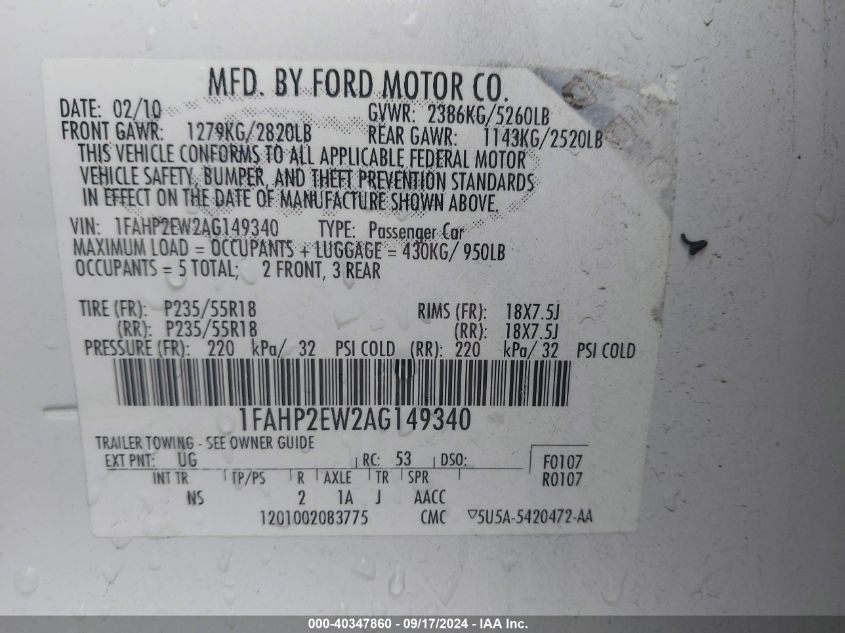 MFD. BY FORD MOTOR CO.
DATE: 02/10 GVWR: 2386KG/5260LB
FRONT GAWR: 1279KG/2820LB REAR GAWR: 1143KG/2520LB
THIS VEHICLE CONFORMS TO ALL APPLICABLE FEDERAL MOTOR
VEHICLE SAFETY, BUMPER, AND THEFT PREVENTION STANDARDS
IN EFFECT ON THE DATE OF MANUFACTURE SHOWN ABOVE.
VIN: 1FAHP2EW2AG149340 TYPE: Passenger Car
MAXIMUM LOAD = OCCUPANTS + LUGGAGE = 430KG/ 950LB
OCCUPANTS = 5 TOTAL; 2 FRONT, 3 REAR
TIRE (FR): P235/55R18 RIMS (FR): 18X7.5J
(RR): P235/55R18 (RR): 18X7.5J
PRESSURE (FR): 220 kPa/ 32 PSI COLD (RR): 220 kPa/ 32 PSI COLD
1FAHP2EW2AG149340
TRAILER TOWING - SEE OWNER GUIDE
EXT PNT: UG RC: 53 DSO: F0107
INT TR TP/PS R AXLE TR SPR R0107
NS 2 1A J AACC
1201002083775 CMC ▽5U5A-5420472-AA
000-40347860 - 09/17/2024 - IAA Inc.